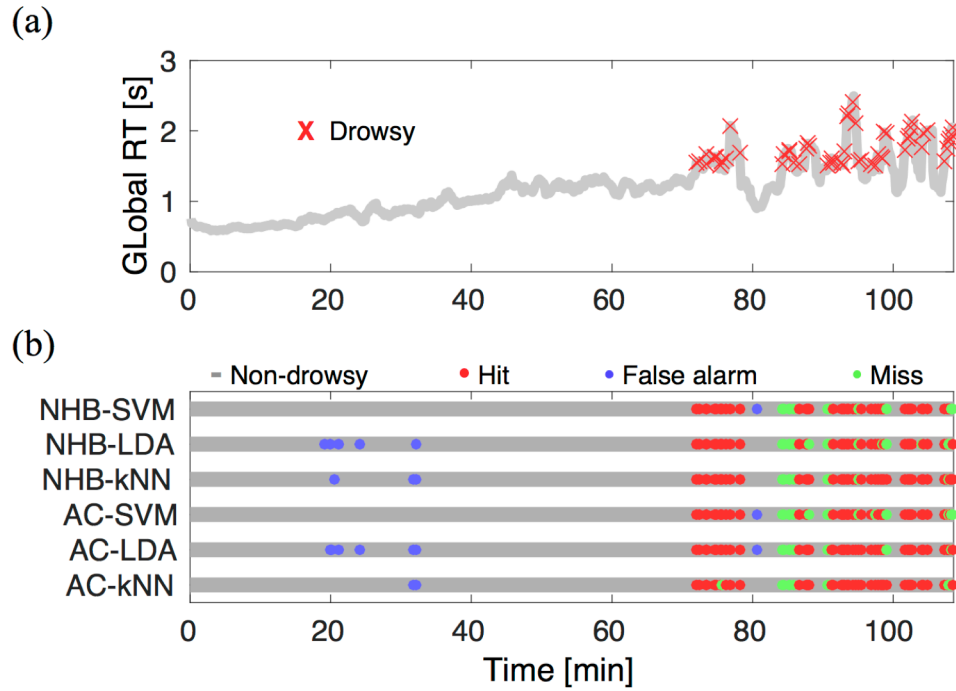 (a)
GLobal RT [s]
3
2
1
0
X Drowsy
0 20 40 60 80 100
(b)
Non-drowsy Hit False alarm Miss
NHB-SVM
NHB-LDA
NHB-kNN
AC-SVM
AC-LDA
AC-kNN
0 20 40 60 80 100
Time [min]